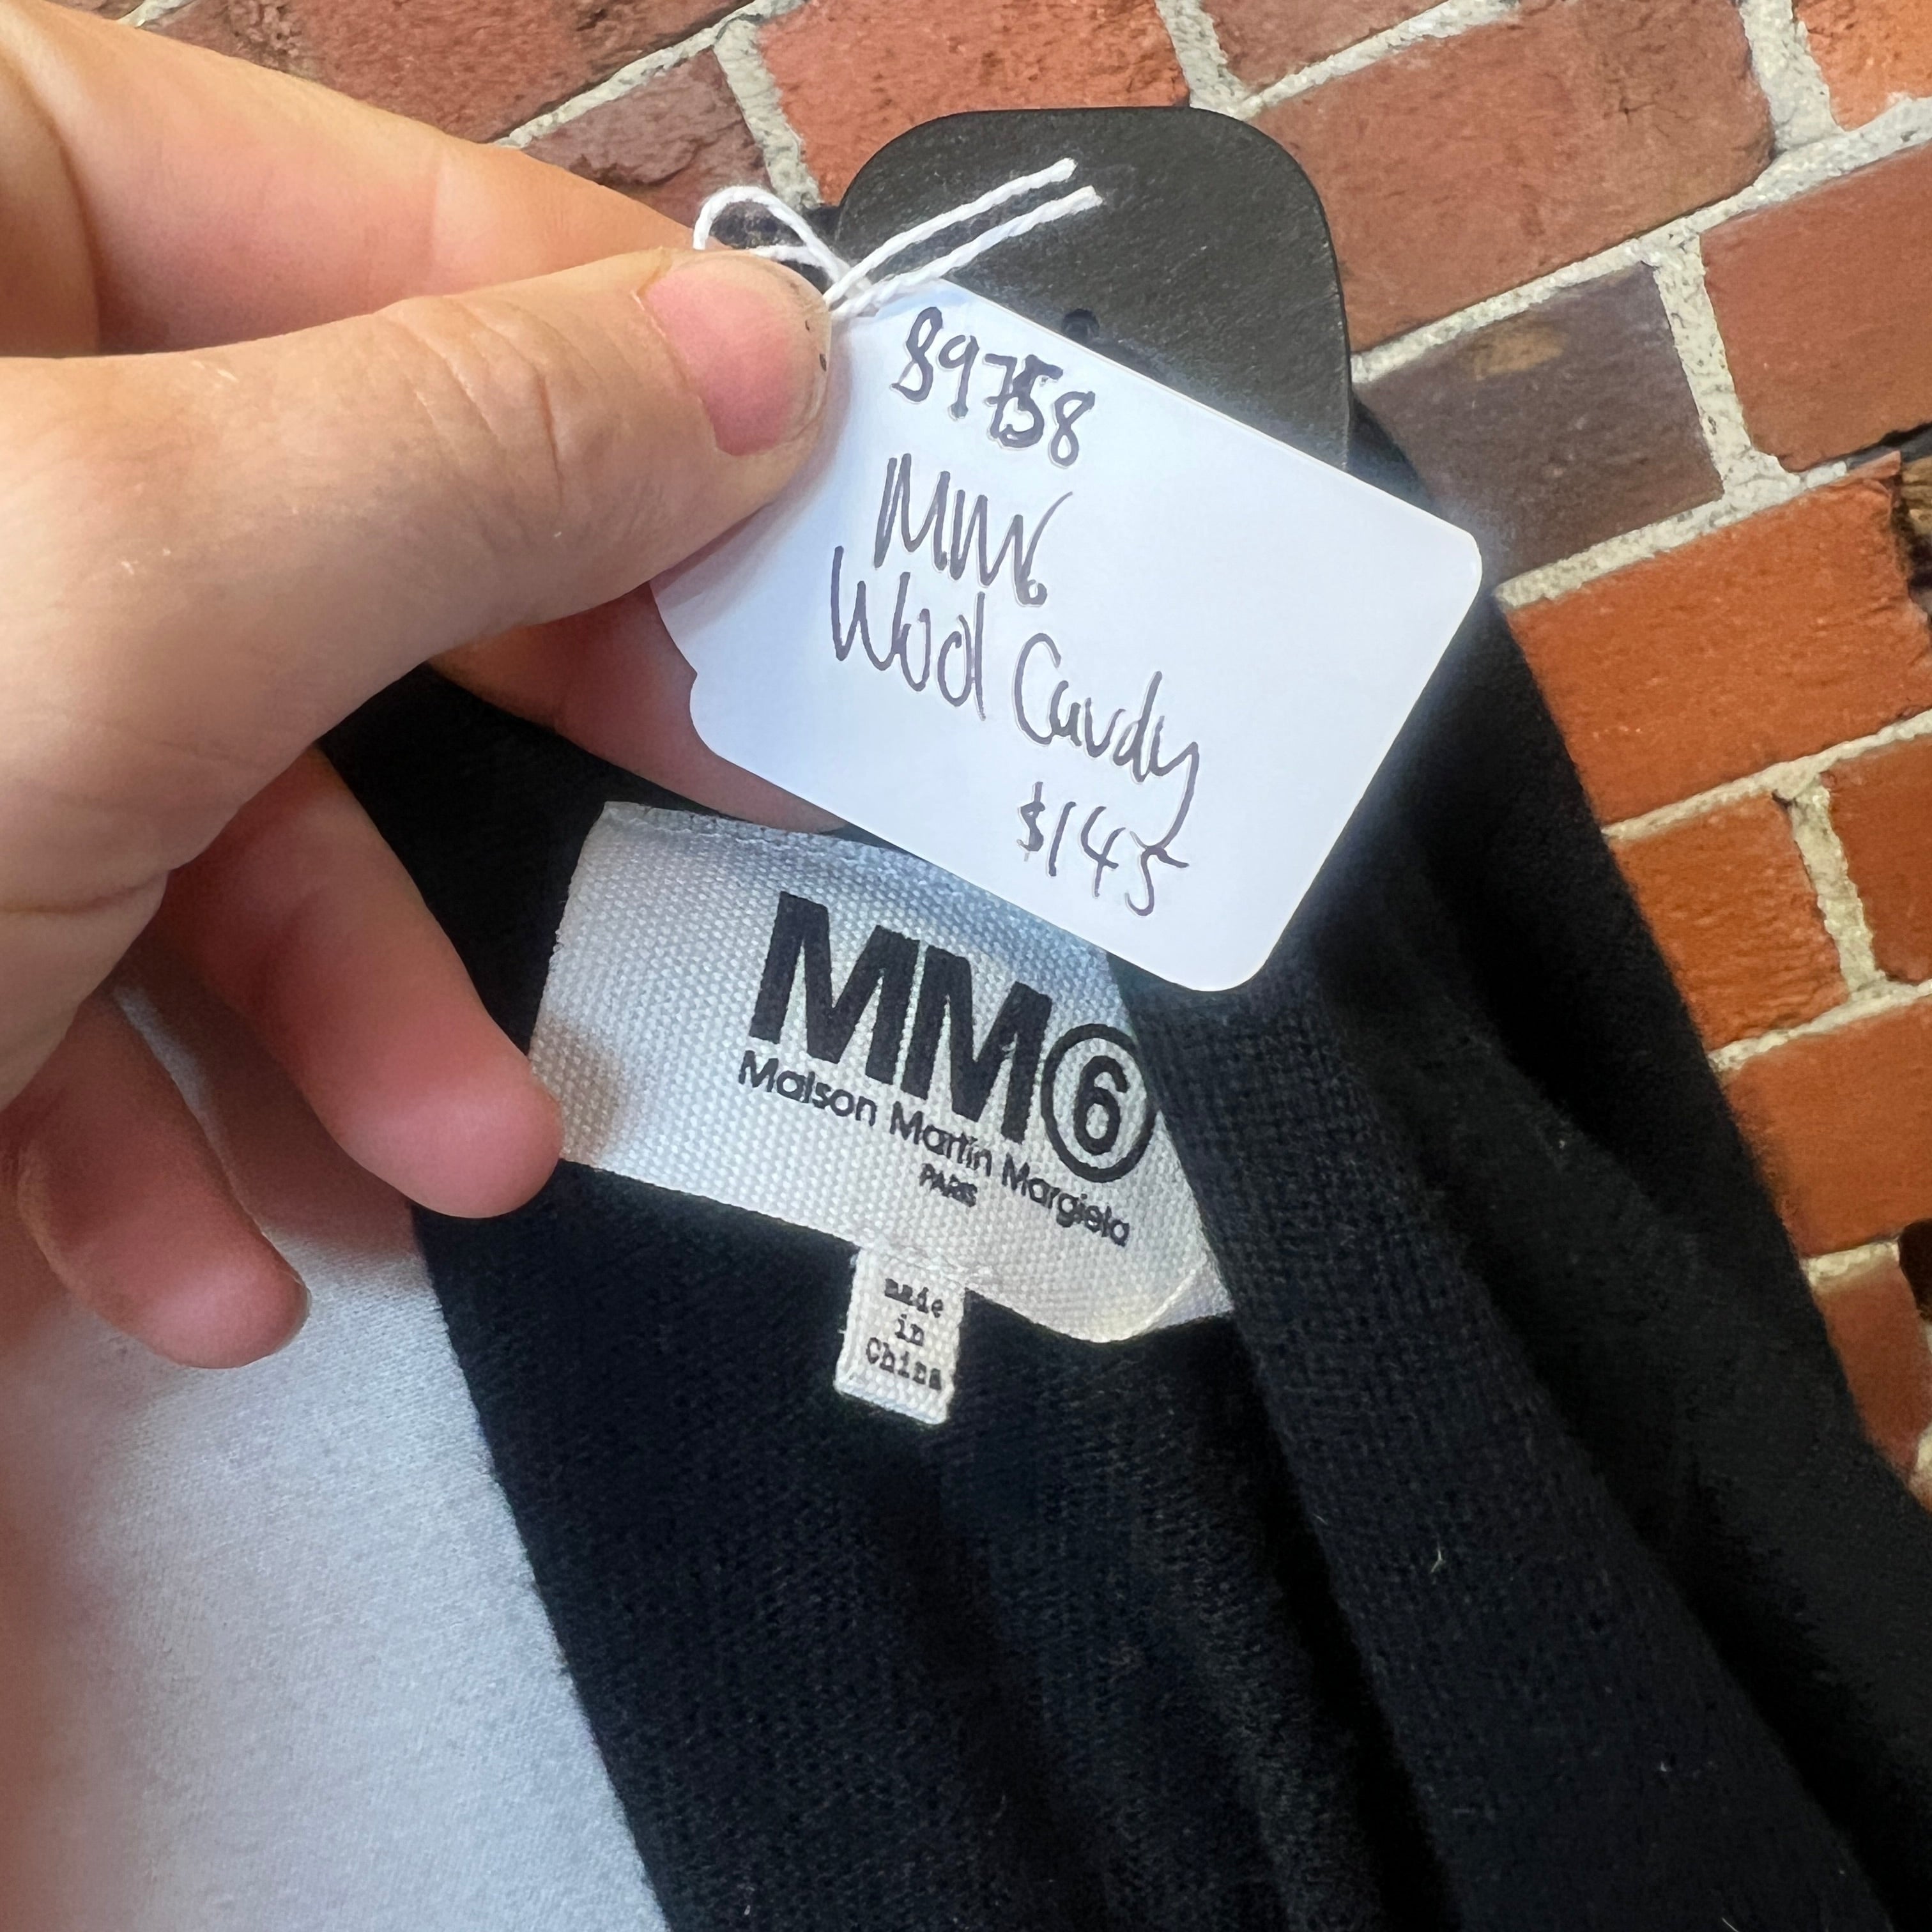 89758
MM6
Wool Cardy
$145
MM⑥
Maison Martin Margiela
PARIS
made
in
China